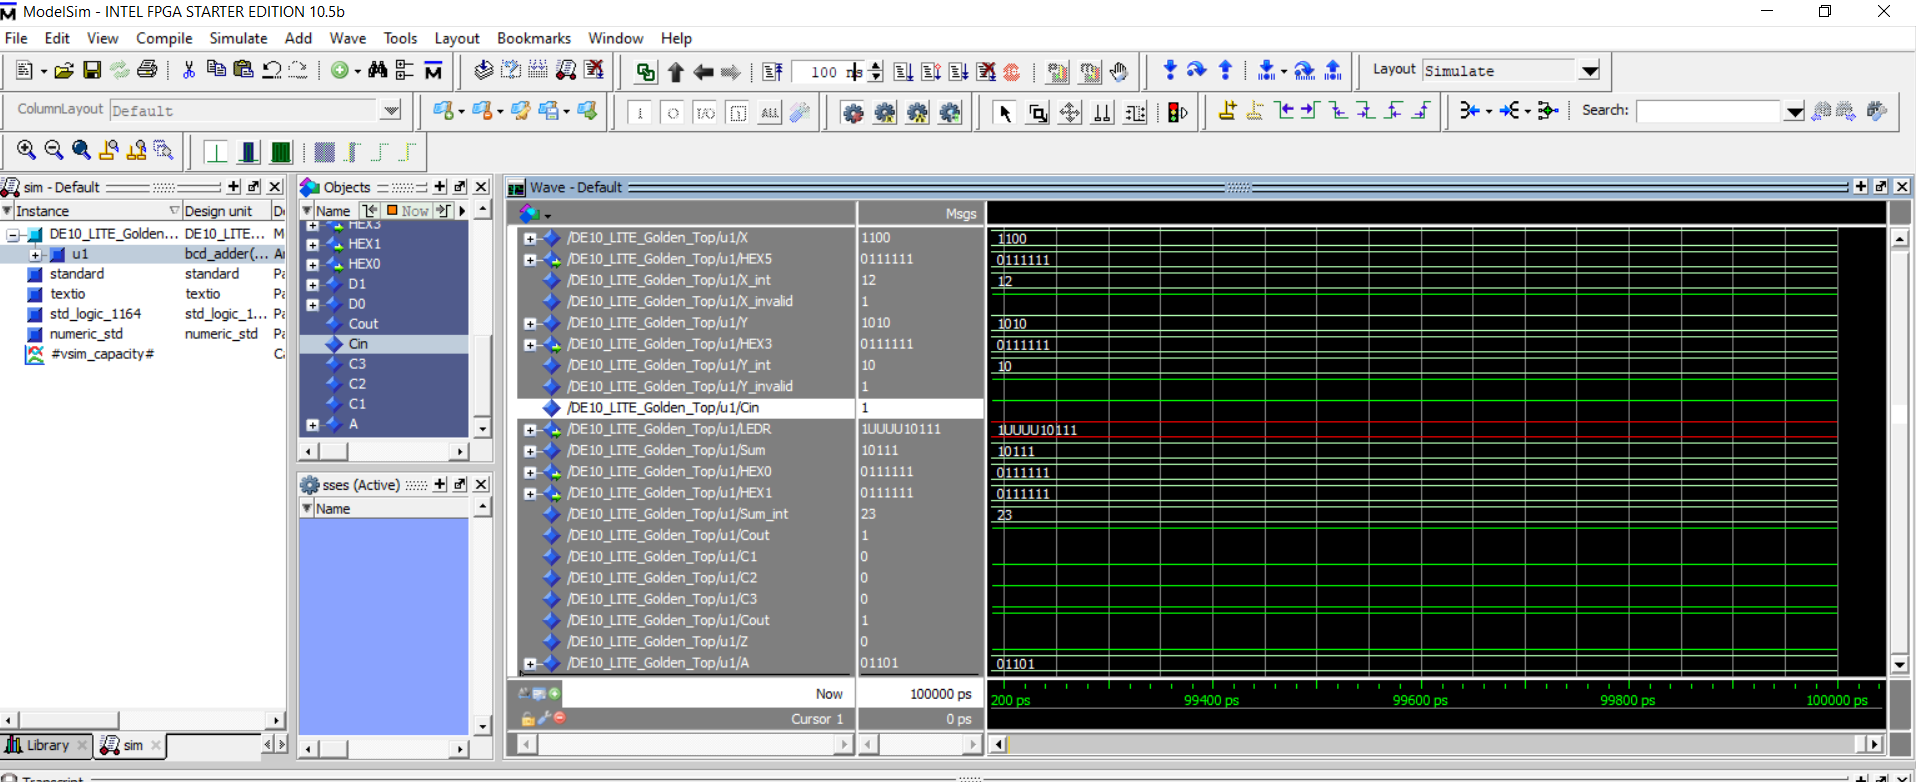 ModelSim - INTEL FPGA STARTER EDITION 10.5b
File Edit View Compile Simulate Add Wave Tools Layout Bookmarks Window Help
100 ns
Layout Simulate
ColumnLayout Default
Search:
sim - Default
Instance Design unit
DE10_LITE_Golden... DE10_LITE... M
u1 bcd_adder(... Ar
standard standard Pa
textio textio Pa
std_logic_1164 std_logic_1... Pa
numeric_std numeric_std Pa
#vsim_capacity# Ca
Library sim
Objects
Name Now
HEX3
HEX1
HEX0
D1
D0
Cout
Cin
C3
C2
C1
A
sses (Active)
Name
Wave - Default
Msgs
/DE10_LITE_Golden_Top/u1/X 1100 1100
/DE10_LITE_Golden_Top/u1/HEX5 0111111 0111111
/DE10_LITE_Golden_Top/u1/X_int 12 12
/DE10_LITE_Golden_Top/u1/X_invalid 1
/DE10_LITE_Golden_Top/u1/Y 1010 1010
/DE10_LITE_Golden_Top/u1/HEX3 0111111 0111111
/DE10_LITE_Golden_Top/u1/Y_int 10 10
/DE10_LITE_Golden_Top/u1/Y_invalid 1
/DE10_LITE_Golden_Top/u1/Cin 1
/DE10_LITE_Golden_Top/u1/LEDR 1UUUU10111 1UUUU10111
/DE10_LITE_Golden_Top/u1/Sum 10111 10111
/DE10_LITE_Golden_Top/u1/HEX0 0111111 0111111
/DE10_LITE_Golden_Top/u1/HEX1 0111111 0111111
/DE10_LITE_Golden_Top/u1/Sum_int 23 23
/DE10_LITE_Golden_Top/u1/Cout 1
/DE10_LITE_Golden_Top/u1/C1 0
/DE10_LITE_Golden_Top/u1/C2 0
/DE10_LITE_Golden_Top/u1/C3 0
/DE10_LITE_Golden_Top/u1/Cout 1
/DE10_LITE_Golden_Top/u1/Z 0
/DE10_LITE_Golden_Top/u1/A 01101 01101
Now 100000 ps
200 ps 99400 ps 99600 ps 99800 ps 100000 ps
Cursor 1 0 ps